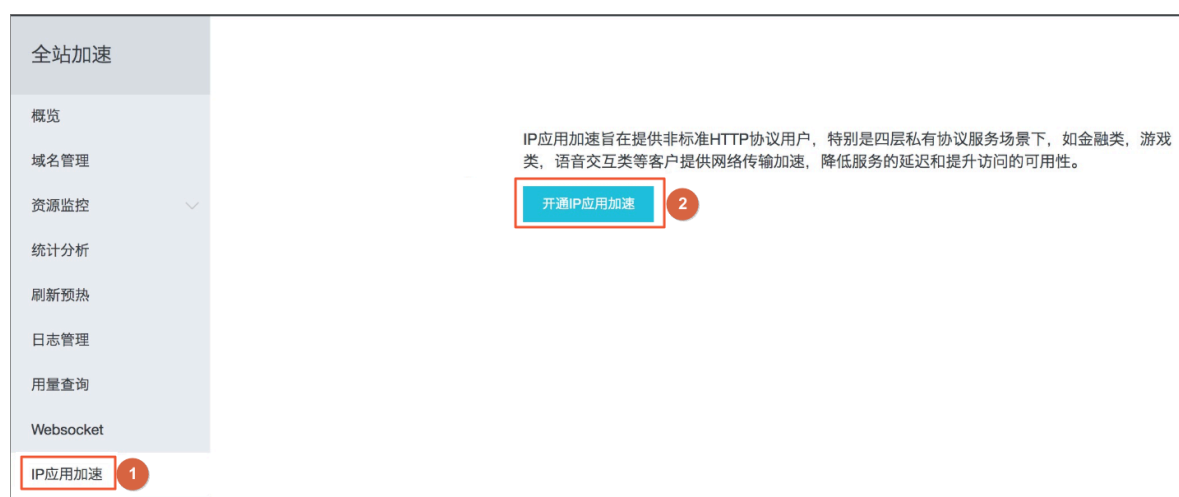 全站加速
概览
域名管理
资源监控
统计分析
刷新预热
日志管理
用量查询
Websocket
IP应用加速 1
IP应用加速旨在提供非标准HTTP协议用户，特别是四层私有协议服务场景下，如金融类，游戏
类，语音交互类等客户提供网络传输加速，降低服务的延迟和提升访问的可用性。
开通IP应用加速 2